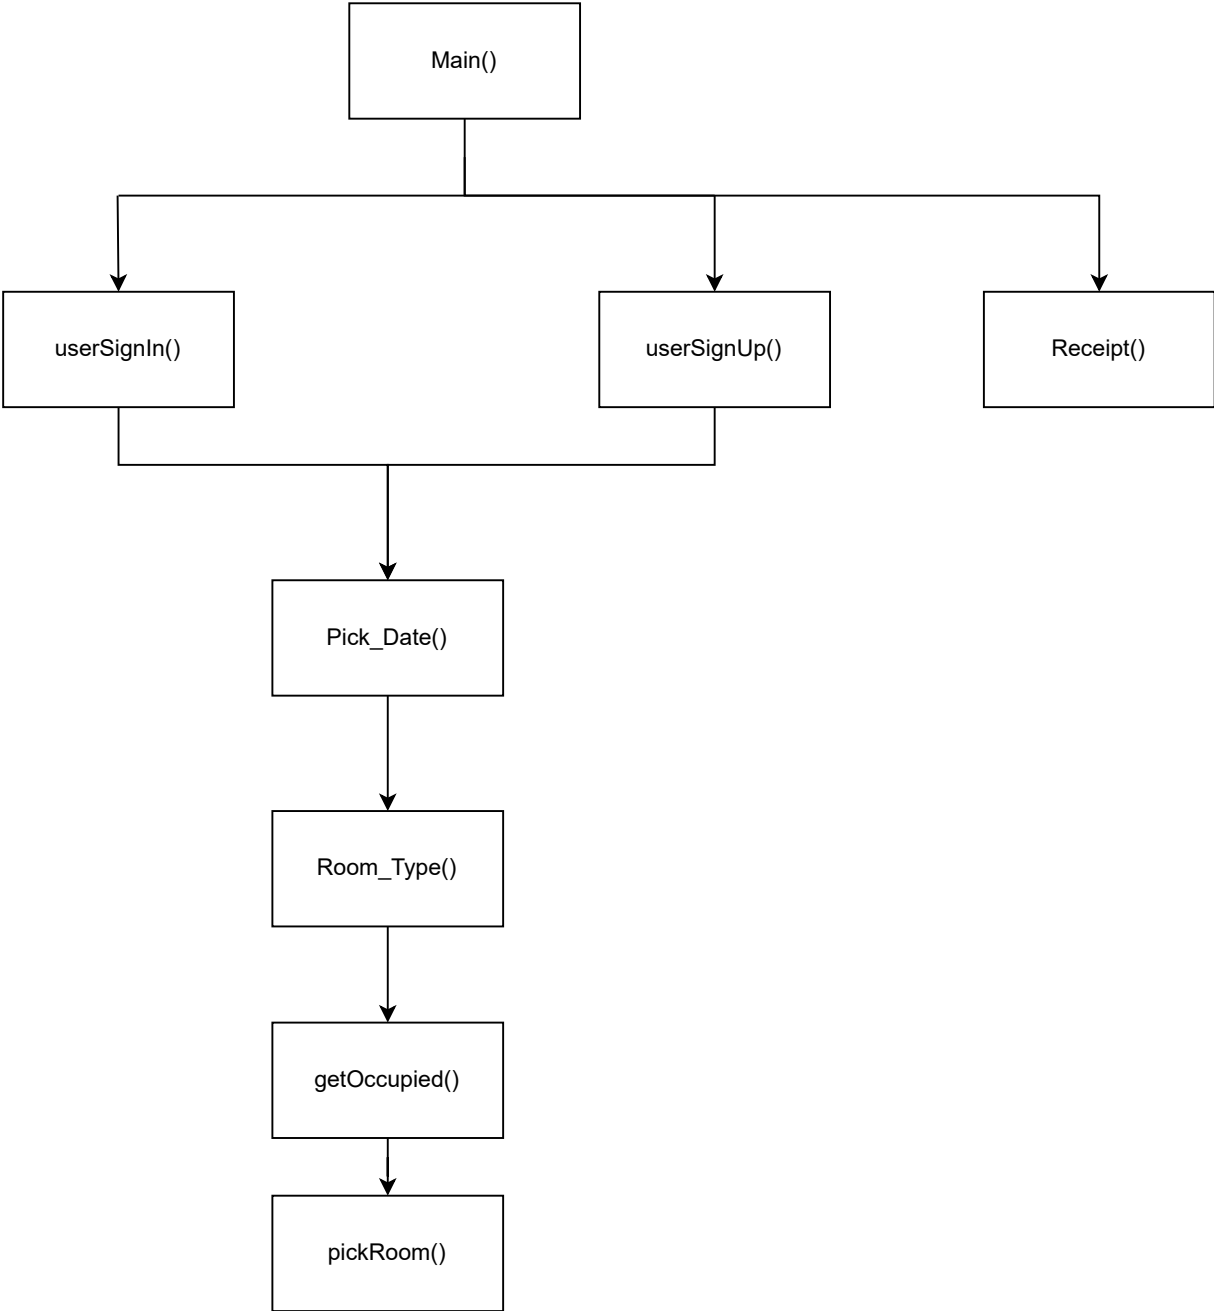 Main()
userSignIn()
userSignUp()
Receipt()
Pick_Date()
Room_Type()
getOccupied()
pickRoom()